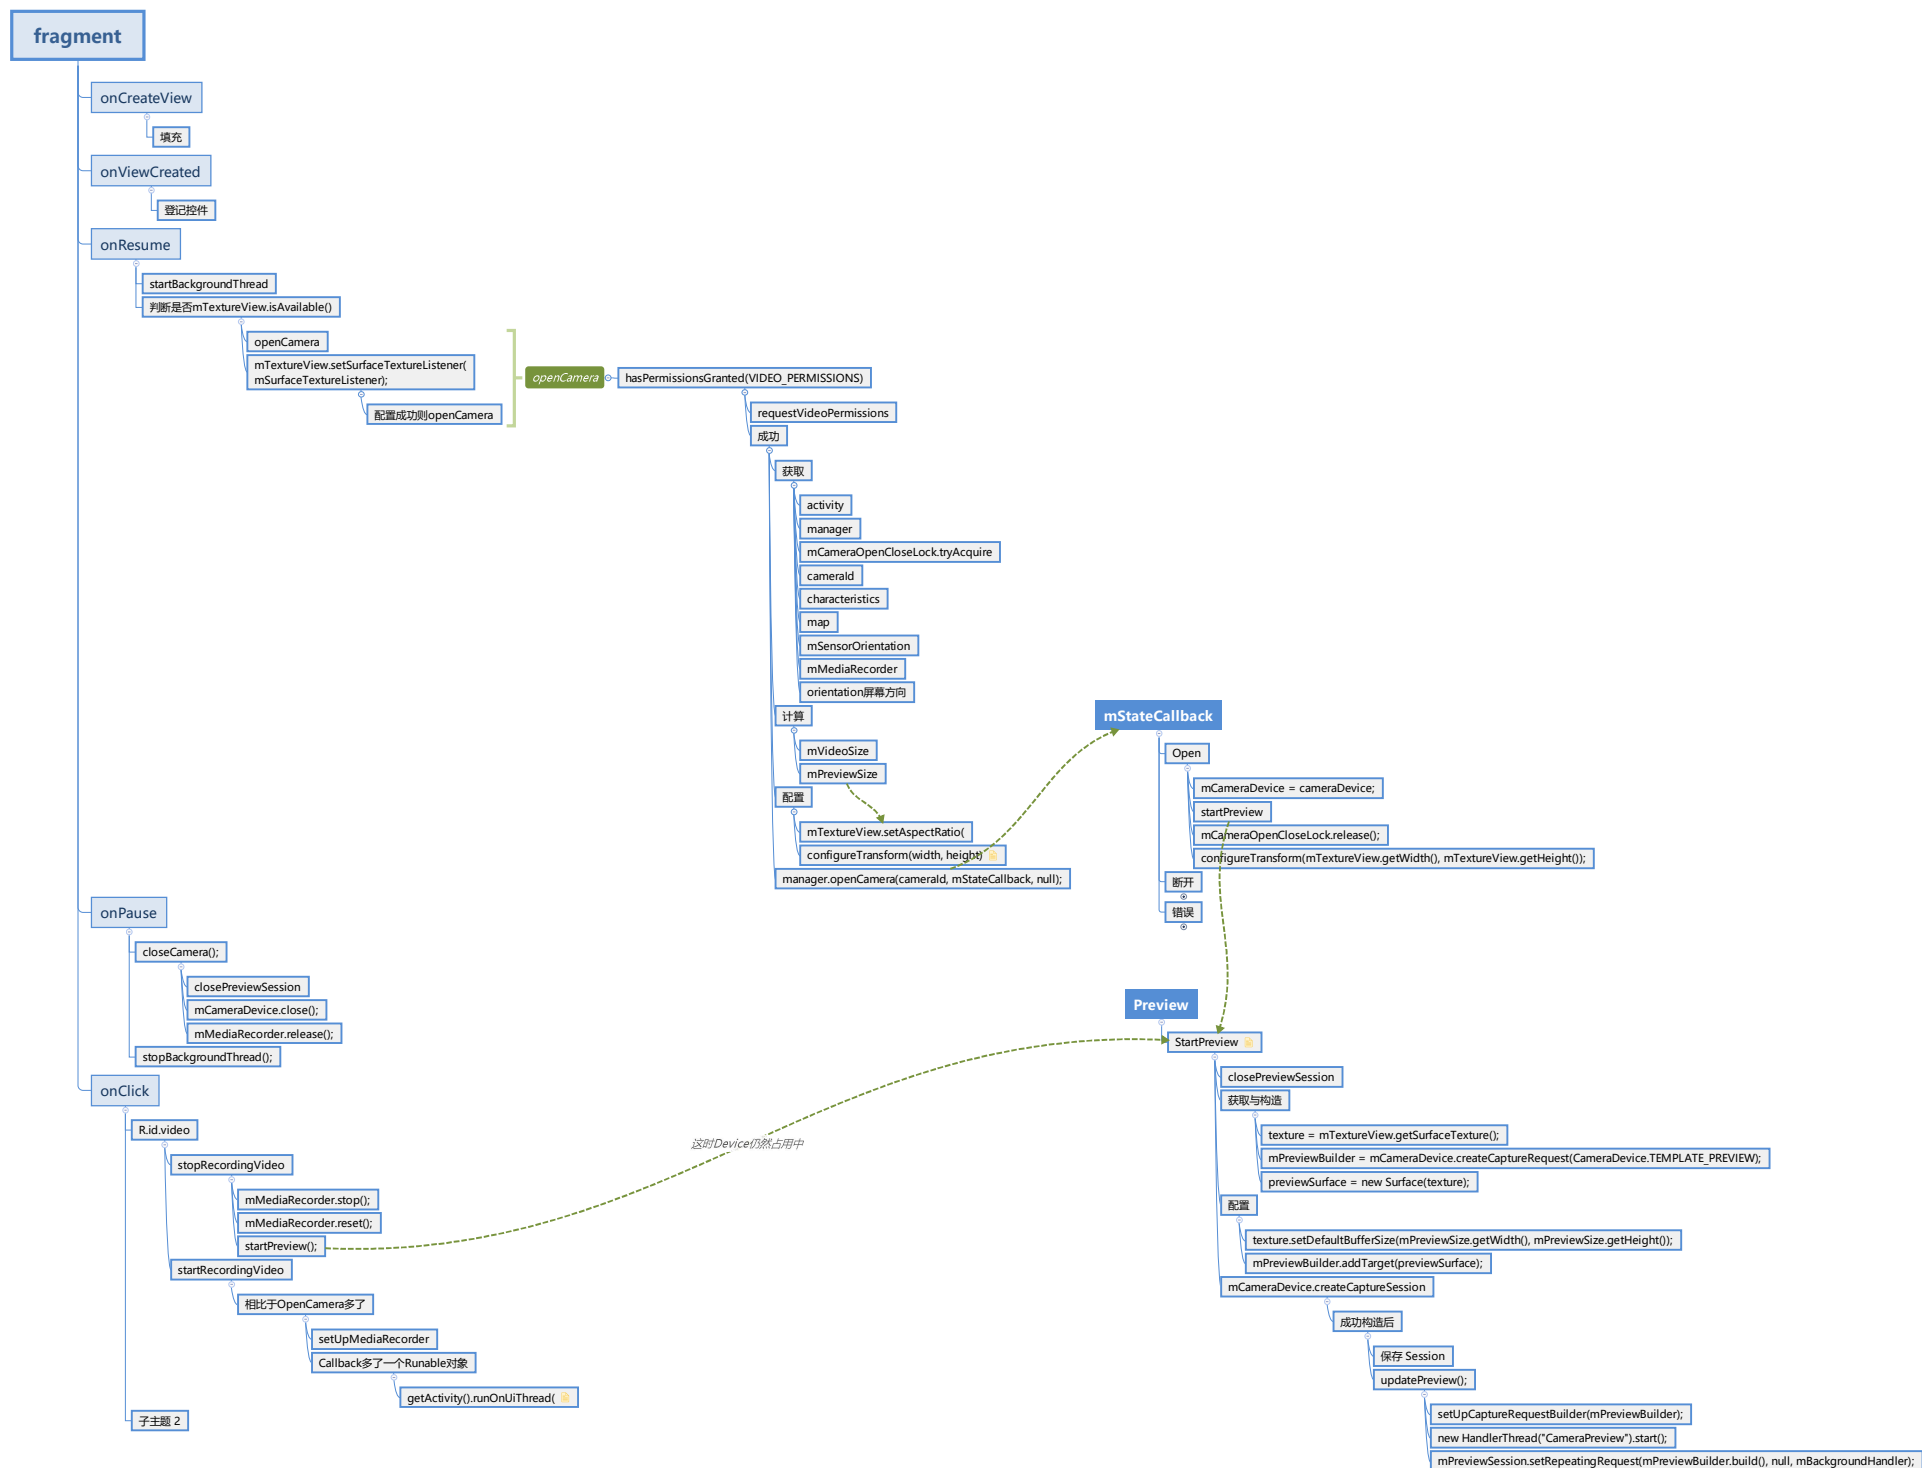 fragment
onCreateView
填充
onViewCreated
登记控件
onResume
startBackgroundThread
判断是否mTextureView.isAvailable()
openCamera
mTextureView.setSurfaceTextureListener(
mSurfaceTextureListener);
配置成功则openCamera
openCamera
hasPermissionsGranted(VIDEO_PERMISSIONS)
requestVideoPermissions
成功
获取
activity
manager
mCameraOpenCloseLock.tryAcquire
cameraId
characteristics
map
mSensorOrientation
mMediaRecorder
orientation屏幕方向
计算
mVideoSize
mPreviewSize
配置
mTextureView.setAspectRatio(
configureTransform(width, height)
manager.openCamera(cameraId, mStateCallback, null);
mStateCallback
Open
mCameraDevice = cameraDevice;
startPreview
mCameraOpenCloseLock.release();
configureTransform(mTextureView.getWidth(), mTextureView.getHeight());
断开
错误
onPause
closeCamera();
closePreviewSession
mCameraDevice.close();
mMediaRecorder.release();
stopBackgroundThread();
onClick
R.id.video
stopRecordingVideo
mMediaRecorder.stop();
mMediaRecorder.reset();
startPreview();
startRecordingVideo
相比于OpenCamera多了
setUpMediaRecorder
Callback多了一个Runable对象
getActivity().runOnUiThread(
子主题 2
这时Device仍然占用中
Preview
StartPreview
closePreviewSession
获取与构造
texture = mTextureView.getSurfaceTexture();
mPreviewBuilder = mCameraDevice.createCaptureRequest(CameraDevice.TEMPLATE_PREVIEW);
previewSurface = new Surface(texture);
配置
texture.setDefaultBufferSize(mPreviewSize.getWidth(), mPreviewSize.getHeight());
mPreviewBuilder.addTarget(previewSurface);
mCameraDevice.createCaptureSession
成功构造后
保存 Session
updatePreview();
setUpCaptureRequestBuilder(mPreviewBuilder);
new HandlerThread("CameraPreview").start();
mPreviewSession.setRepeatingRequest(mPreviewBuilder.build(), null, mBackgroundHandler);